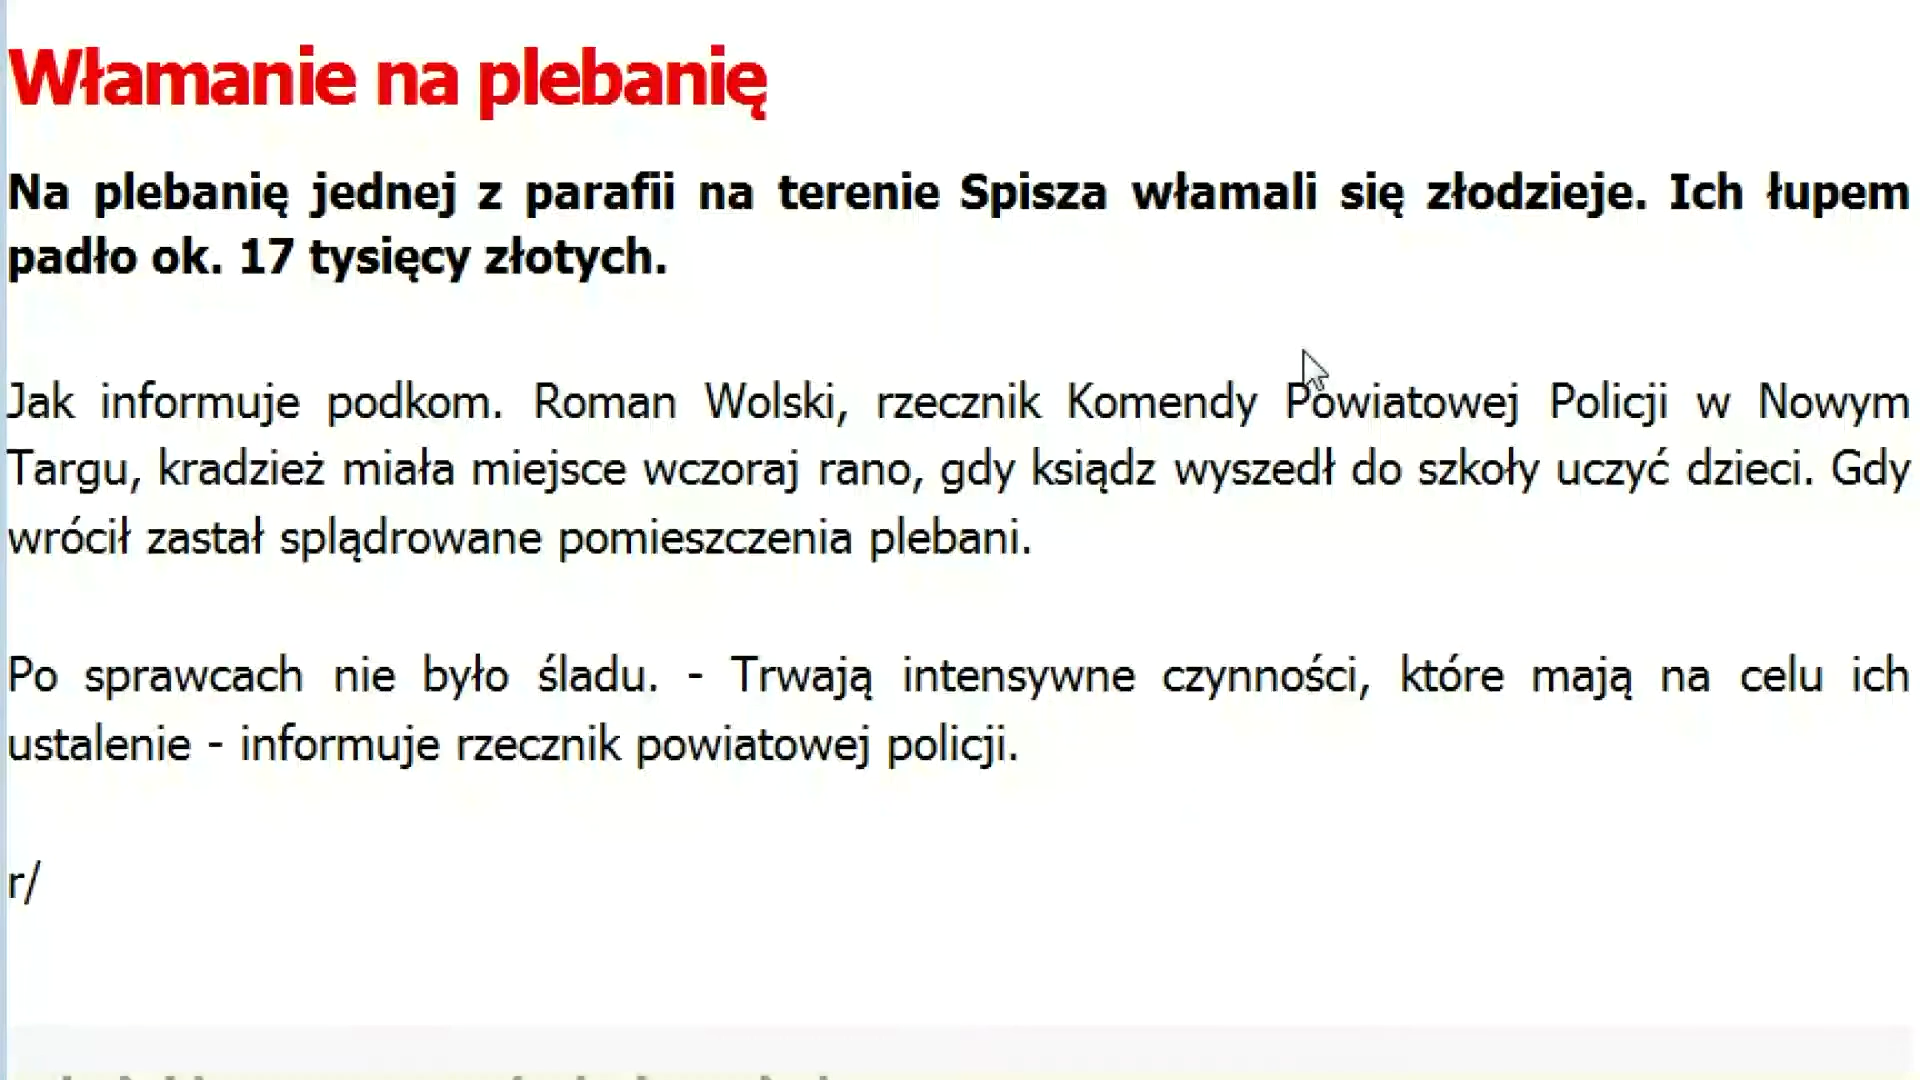 Włamanie na plebanię
Na plebanię jednej z parafii na terenie Spisza włamali się złodzieje. Ich łupem
padło ok. 17 tysięcy złotych.
Jak informuje podkom. Roman Wolski, rzecznik Komendy Powiatowej Policji w Nowym
Targu, kradzież miała miejsce wczoraj rano, gdy ksiądz wyszedł do szkoły uczyć dzieci. Gdy
wrócił zastał splądrowane pomieszczenia plebani.
Po sprawcach nie było śladu. - Trwają intensywne czynności, które mają na celu ich
ustalenie - informuje rzecznik powiatowej policji.
r/